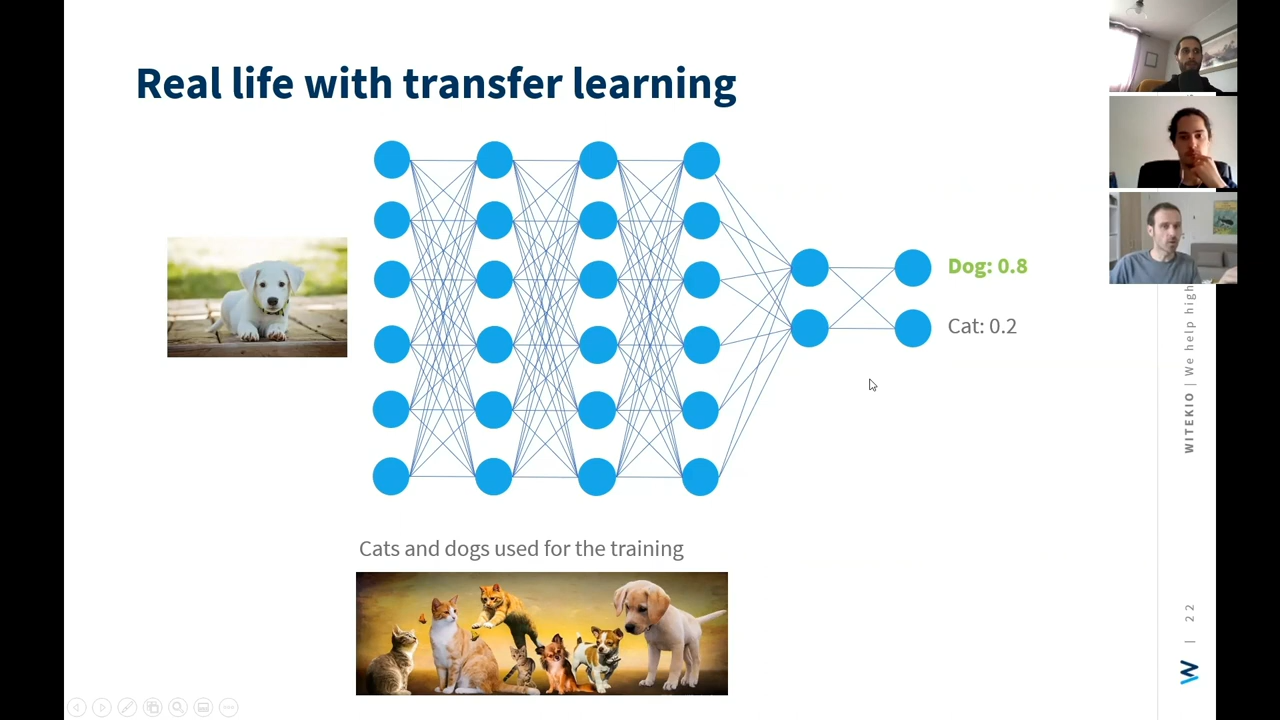 Real life with transfer learning
Dog: 0.8
Cat: 0.2
Cats and dogs used for the training
WITEKIO | We help high
| 22
W